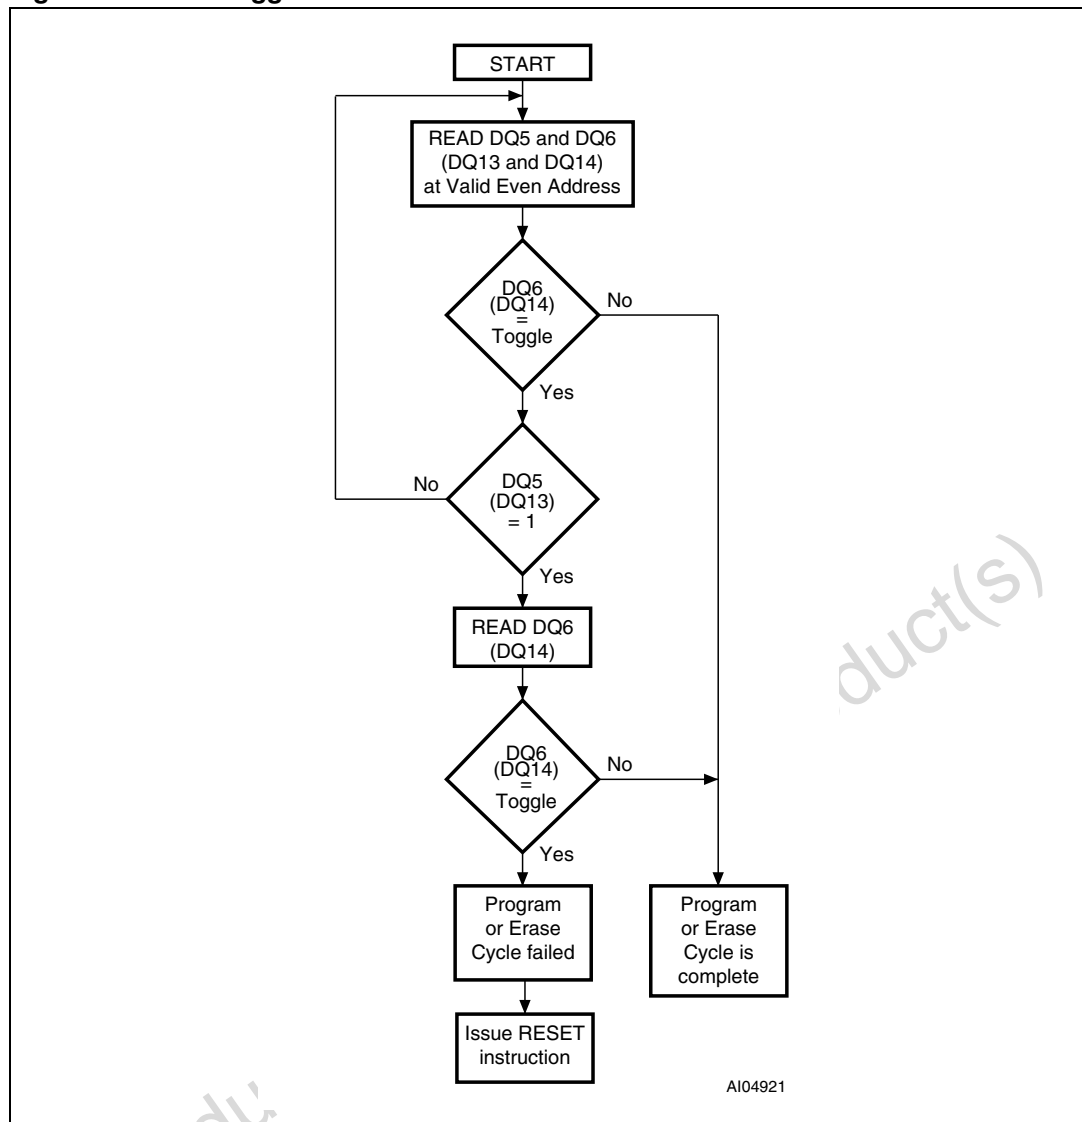 START
READ DQ5 and DQ6
(DQ13 and DQ14)
at Valid Even Address
DQ6
(DQ14)
=
Toggle
No
Yes
DQ5
(DQ13)
= 1
No
Yes
READ DQ6
(DQ14)
DQ6
(DQ14)
=
Toggle
No
Yes
Program
or Erase
Cycle failed
Program
or Erase
Cycle is
complete
Issue RESET
instruction
AI04921